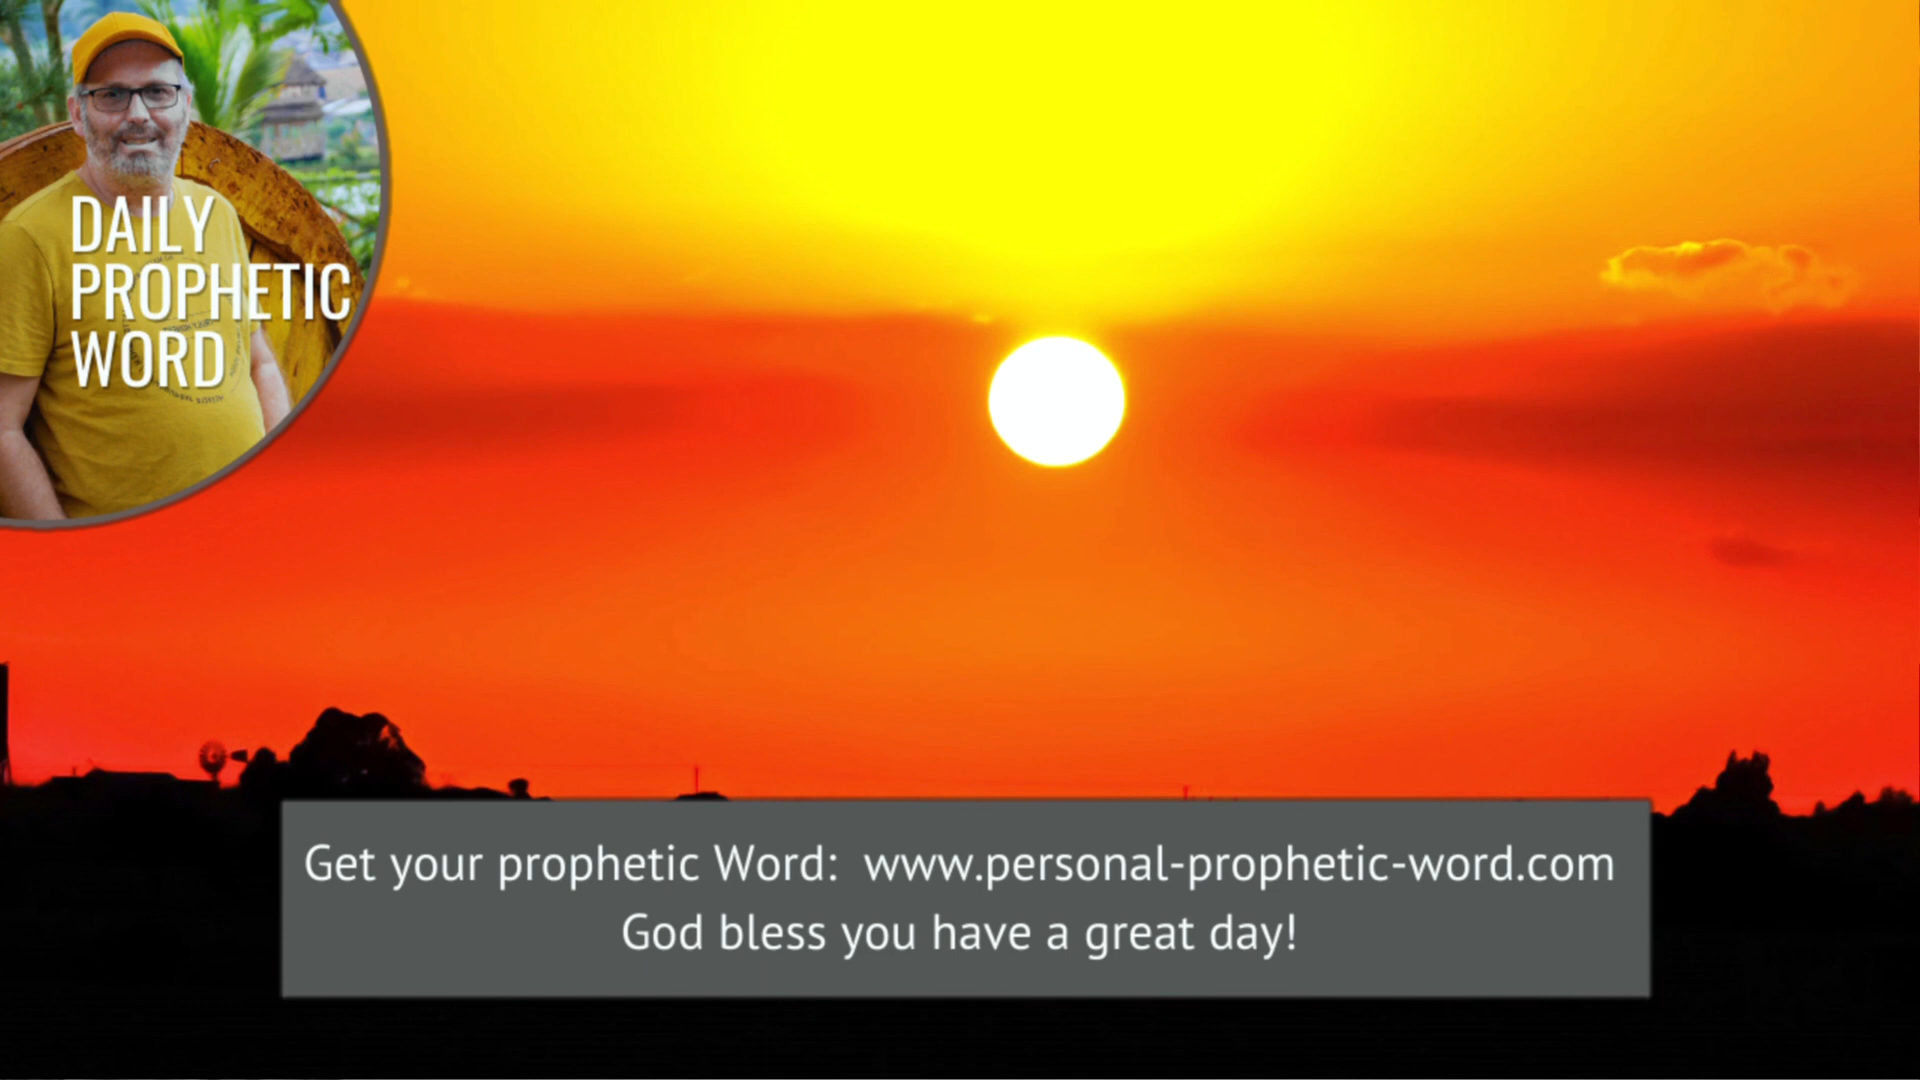 DAILY
PROPHETIC
WORD
Get your prophetic Word: www.personal-prophetic-word.com
God bless you have a great day!